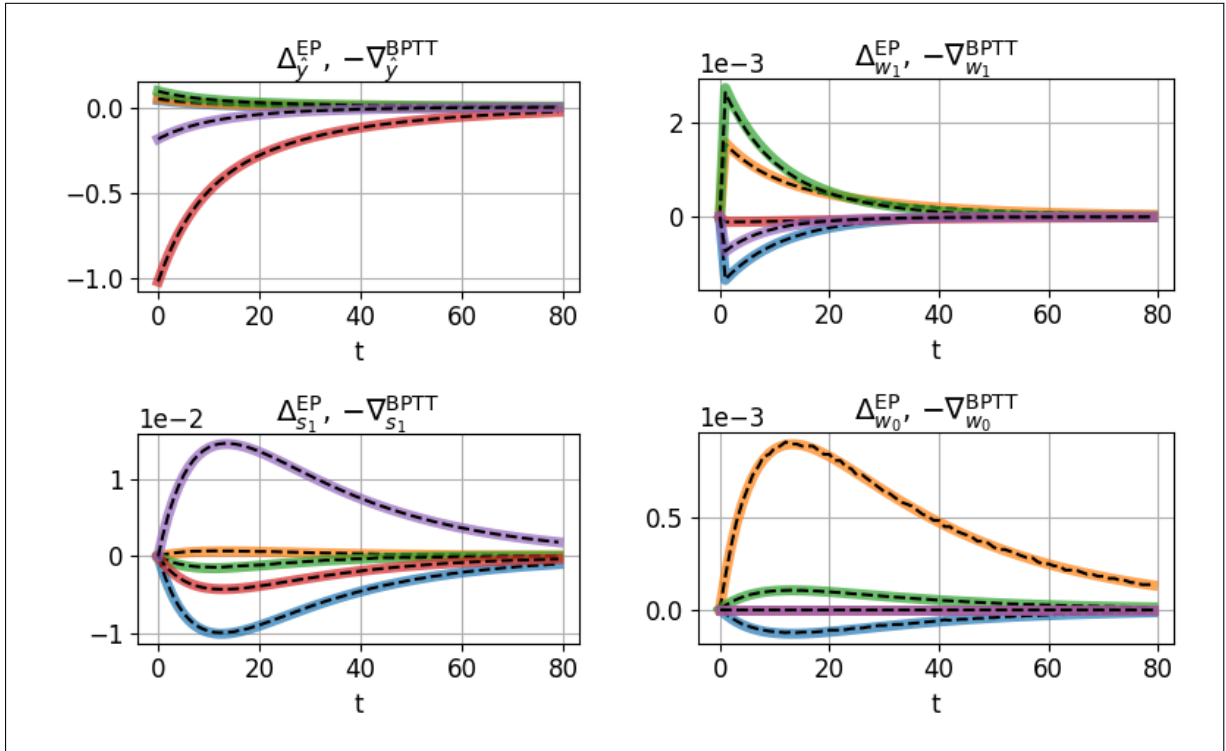 Δ^EP_ŷ, −∇^BPTT_ŷ
0.0
−0.5
−1.0
0 20 40 60 80
t
Δ^EP_w₁, −∇^BPTT_w₁
1e−3
2
0
0 20 40 60 80
t
Δ^EP_s₁, −∇^BPTT_s₁
1e−2
1
0
−1
0 20 40 60 80
t
Δ^EP_w₀, −∇^BPTT_w₀
1e−3
0.5
0.0
0 20 40 60 80
t